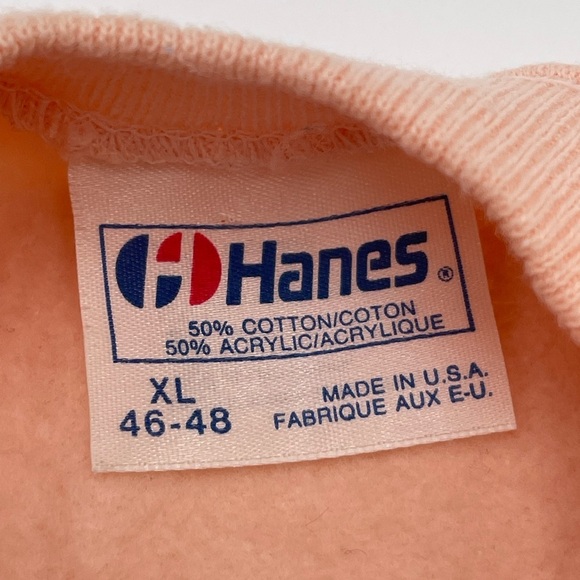 Hanes®
50% COTTON/COTON
50% ACRYLIC/ACRYLIQUE
XL
46-48
MADE IN U.S.A.
FABRIQUE AUX E-U.